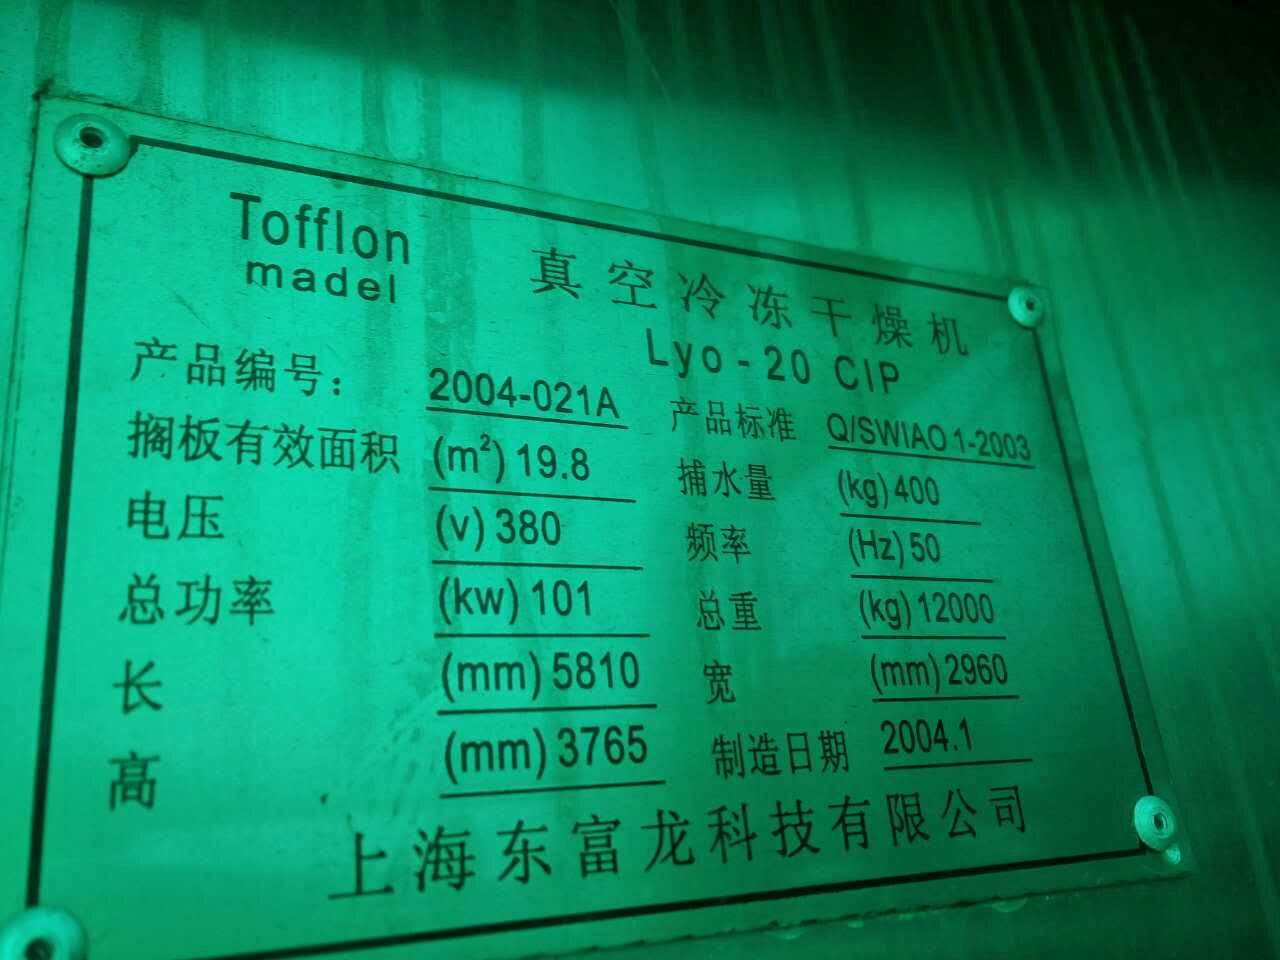 Tofflon
madel
真空冷冻干燥机
Lyo-20 CIP
产品编号： 2004-021A 产品标准 Q/SWIAO 1-2003
搁板有效面积 (m²) 19.8 捕水量 (kg) 400
电压 (v) 380 频率 (Hz) 50
总功率 (kw) 101 总重 (kg) 12000
长 (mm) 5810 宽 (mm) 2960
高 (mm) 3765 制造日期 2004.1
上海东富龙科技有限公司